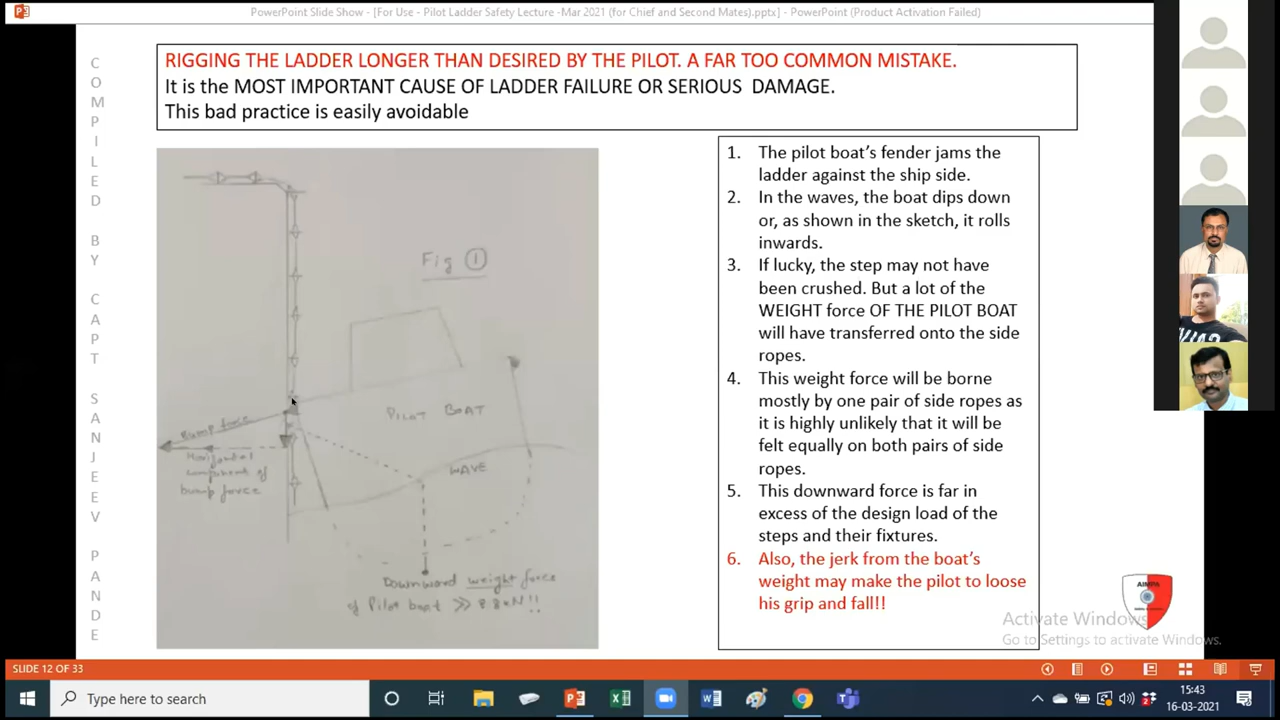 PowerPoint Slide Show - [For Use - Pilot Ladder Safety Lecture -Mar 2021 (for Chief and Second Mates).pptx] - PowerPoint (Product Activation Failed)
COMPILED BY CAPT SANJEEV PANDE
RIGGING THE LADDER LONGER THAN DESIRED BY THE PILOT. A FAR TOO COMMON MISTAKE.
It is the MOST IMPORTANT CAUSE OF LADDER FAILURE OR SERIOUS DAMAGE.
This bad practice is easily avoidable
Fig 1
PILOT BOAT
Bump force
Horizontal
component of
bump force
WAVE
Downward weight force
of Pilot boat >> 8.8 kN!!
1. The pilot boat's fender jams the
ladder against the ship side.
2. In the waves, the boat dips down
or, as shown in the sketch, it rolls
inwards.
3. If lucky, the step may not have
been crushed. But a lot of the
WEIGHT force OF THE PILOT BOAT
will have transferred onto the side
ropes.
4. This weight force will be borne
mostly by one pair of side ropes as
it is highly unlikely that it will be
felt equally on both pairs of side
ropes.
5. This downward force is far in
excess of the design load of the
steps and their fixtures.
6. Also, the jerk from the boat's
weight may make the pilot to loose
his grip and fall!!
AIMPA
Activate Windows
Go to Settings to activate Windows.
SLIDE 12 OF 33
Type here to search
15:43
16-03-2021